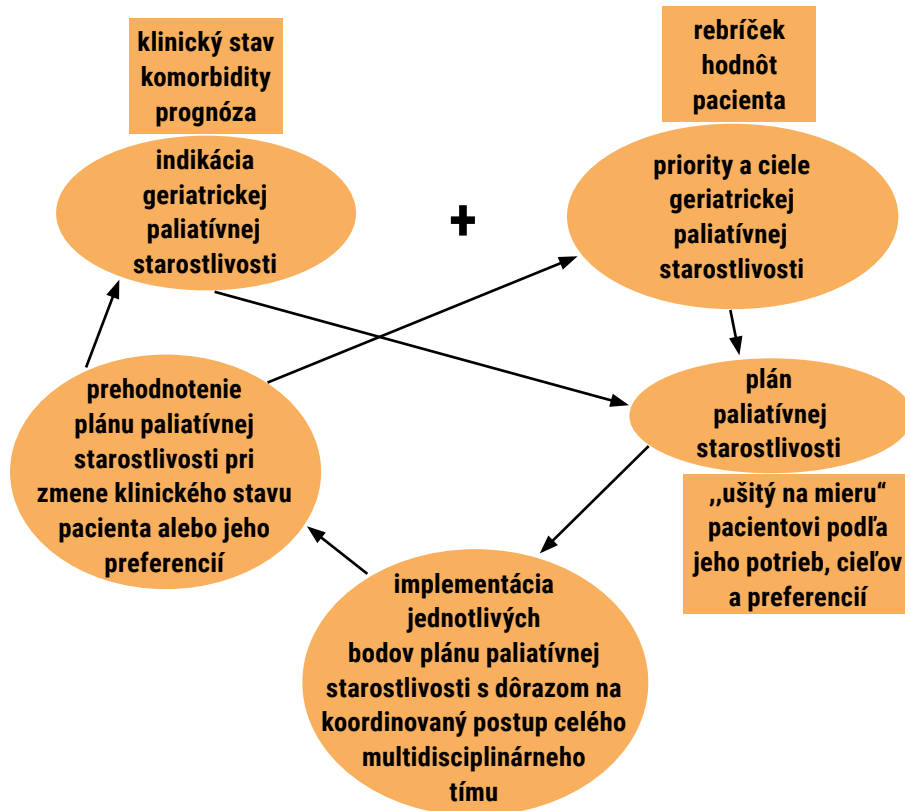 klinický stav
komorbidity
prognóza
indikácia
geriatrickej
paliatívnej
starostlivosti
+
rebríček
hodnôt
pacienta
priority a ciele
geriatrickej
paliatívnej
starostlivosti
plán
paliatívnej
starostlivosti
,,ušitý na mieru“
pacientovi podľa
jeho potrieb, cieľov
a preferencií
implementácia
jednotlivých
bodov plánu paliatívnej
starostlivosti s dôrazom na
koordinovaný postup celého
multidisciplinárneho
tímu
prehodnotenie
plánu paliatívnej
starostlivosti pri
zmene klinického stavu
pacienta alebo jeho
preferencií